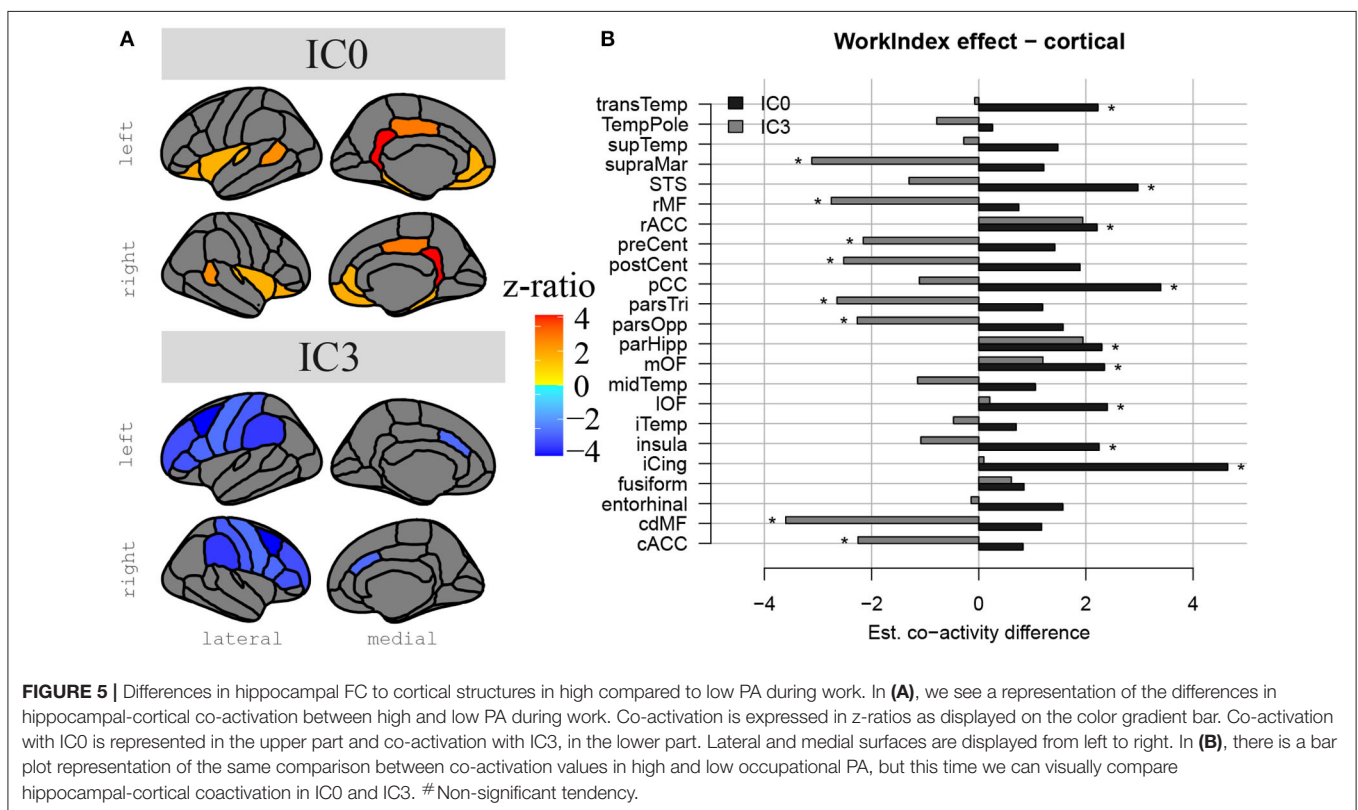 A
IC0
left
right
IC3
left
right
lateral
medial
z-ratio
4
2
0
−2
−4
B
WorkIndex effect − cortical
−4
−2
0
2
4
IC0
IC3
transTemp
*
TempPole
supTemp
supraMar
*
STS
*
rMF
*
rACC
*
preCent
*
postCent
*
pCC
*
parsTri
*
parsOpp
*
parHipp
*
mOF
*
midTemp
lOF
*
iTemp
insula
*
iCing
*
fusiform
entorhinal
cdMF
*
cACC
*
−4
−2
0
2
4
Est. co−activity difference
FIGURE 5 | Differences in hippocampal FC to cortical structures in high compared to low PA during work. In (A), we see a representation of the differences in
hippocampal-cortical co-activation between high and low PA during work. Co-activation is expressed in z-ratios as displayed on the color gradient bar. Co-activation
with IC0 is represented in the upper part and co-activation with IC3, in the lower part. Lateral and medial surfaces are displayed from left to right. In (B), there is a bar
plot representation of the same comparison between co-activation values in high and low occupational PA, but this time we can visually compare
hippocampal-cortical coactivation in IC0 and IC3. #Non-significant tendency.